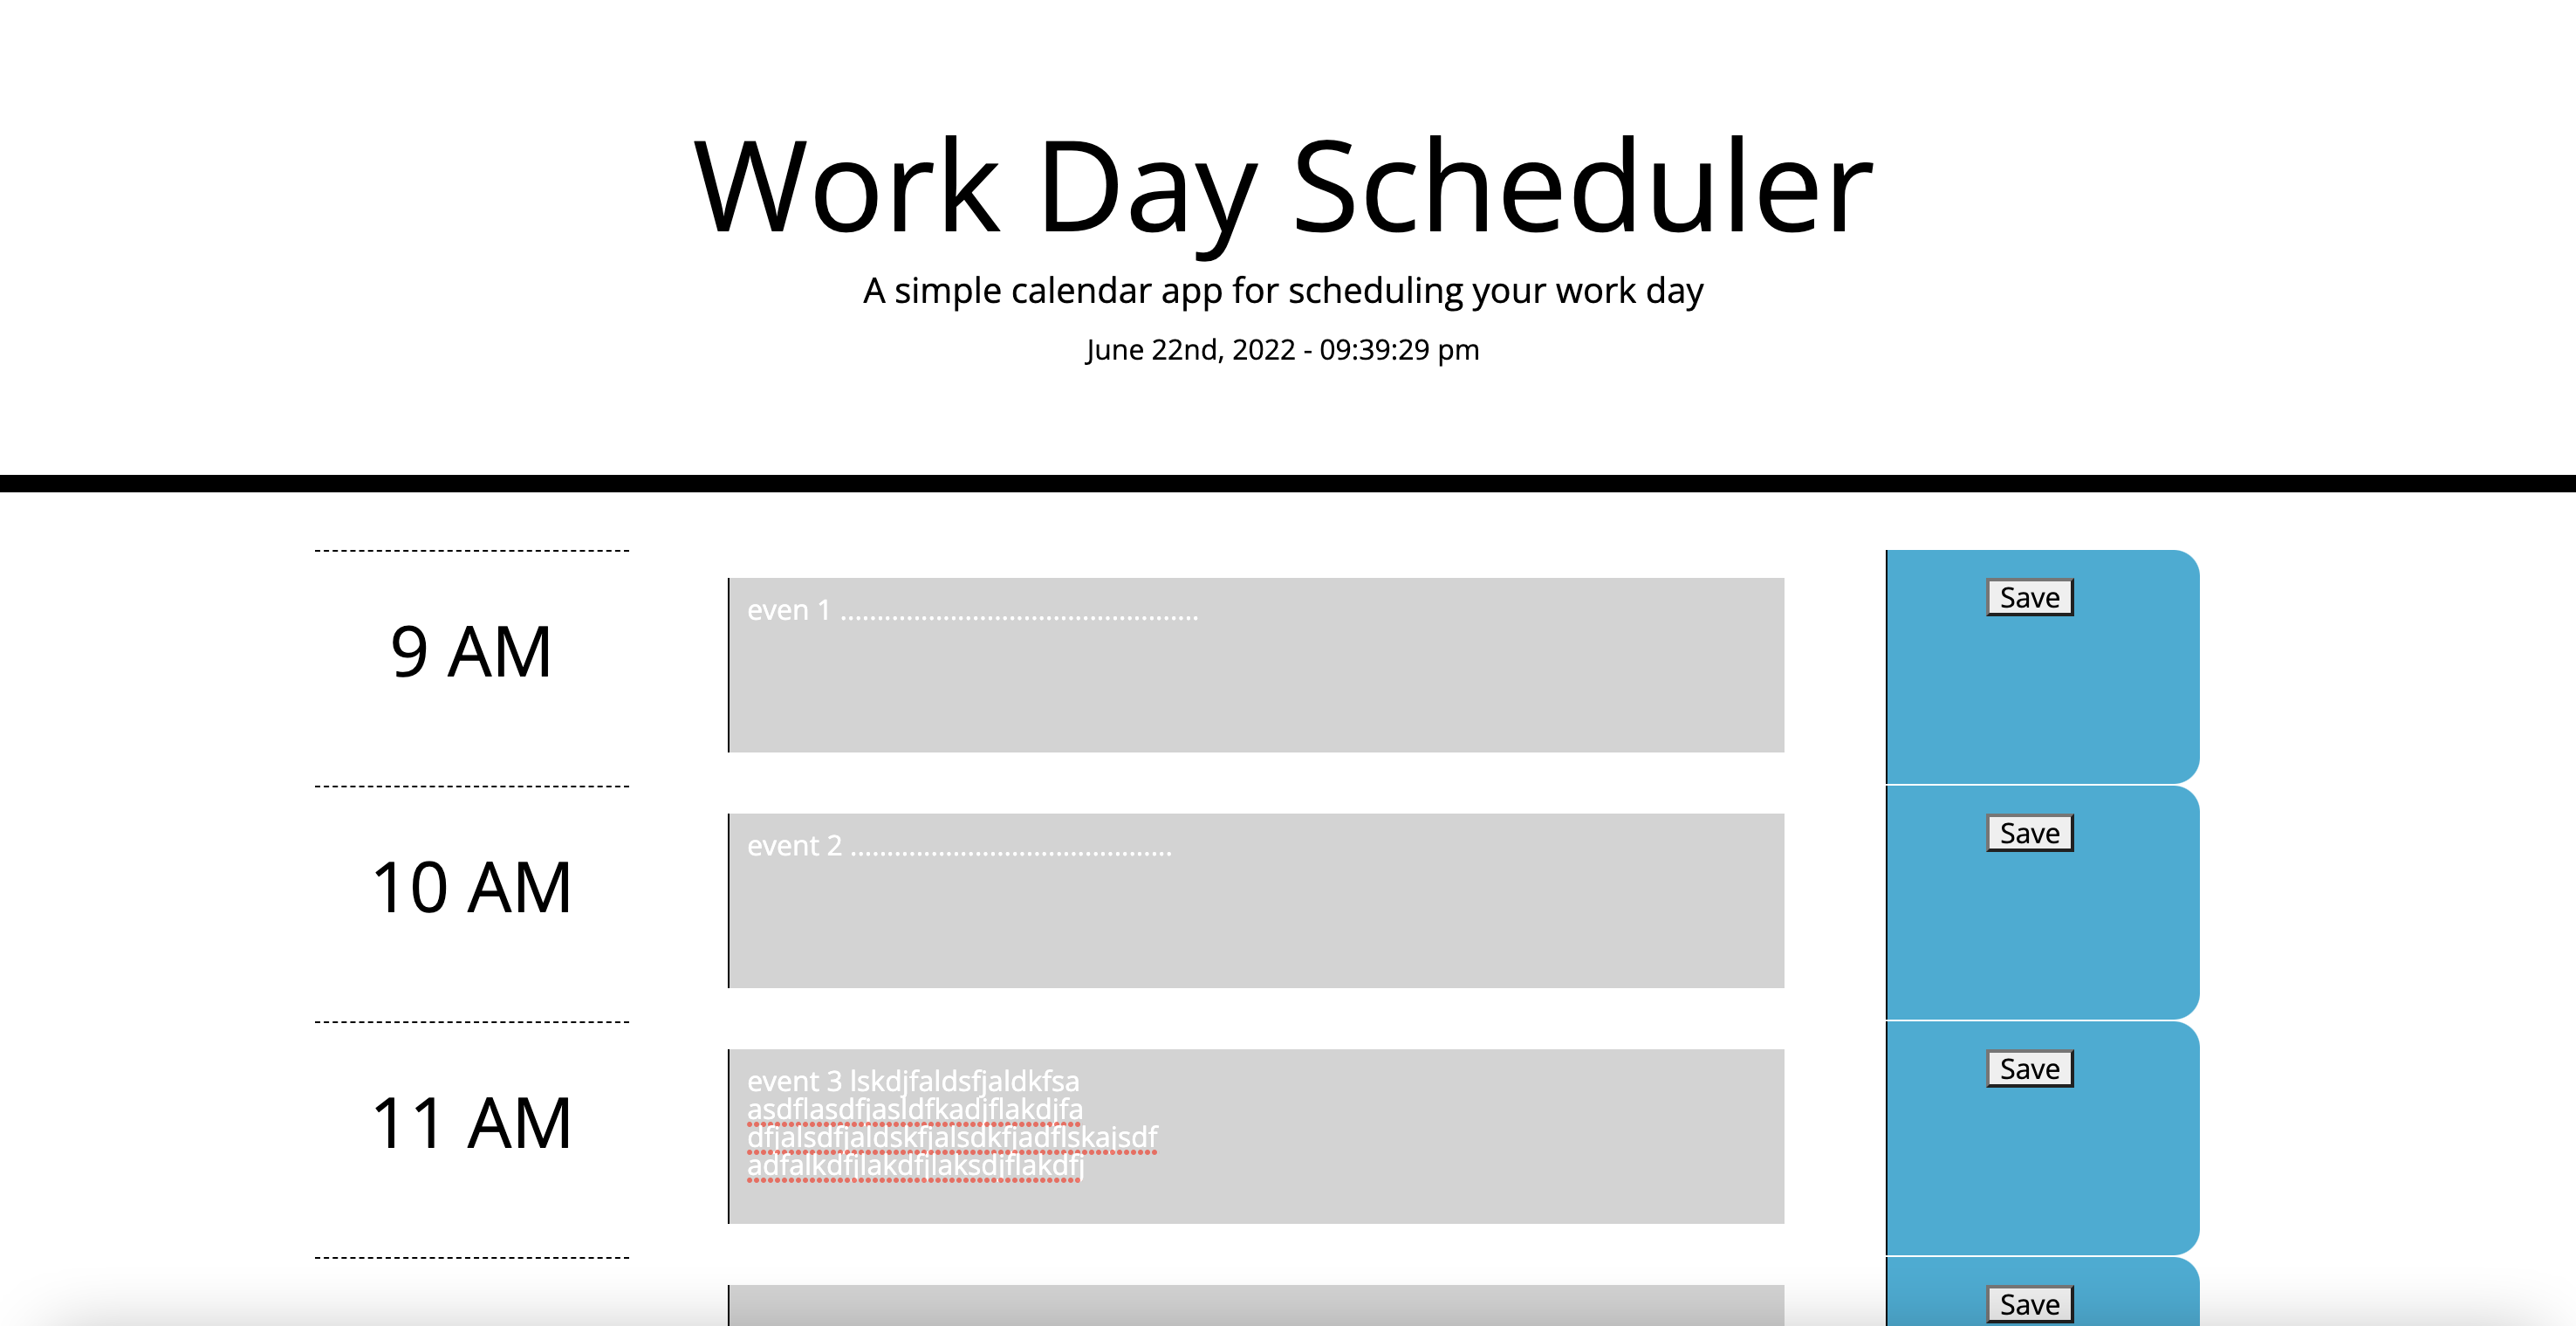 Work Day Scheduler
A simple calendar app for scheduling your work day
June 22nd, 2022 - 09:39:29 pm
9 AM
even 1 .................................................
Save
10 AM
event 2 ............................................
Save
11 AM
event 3 lskdjfaldsfjaldkfsa
asdflasdfjasldfkadjflakdjfa
dfjalsdfjaldskfjalsdkfjadflskajsdf
adfalkdfjlakdfjlaksdjflakdfj
Save
Save